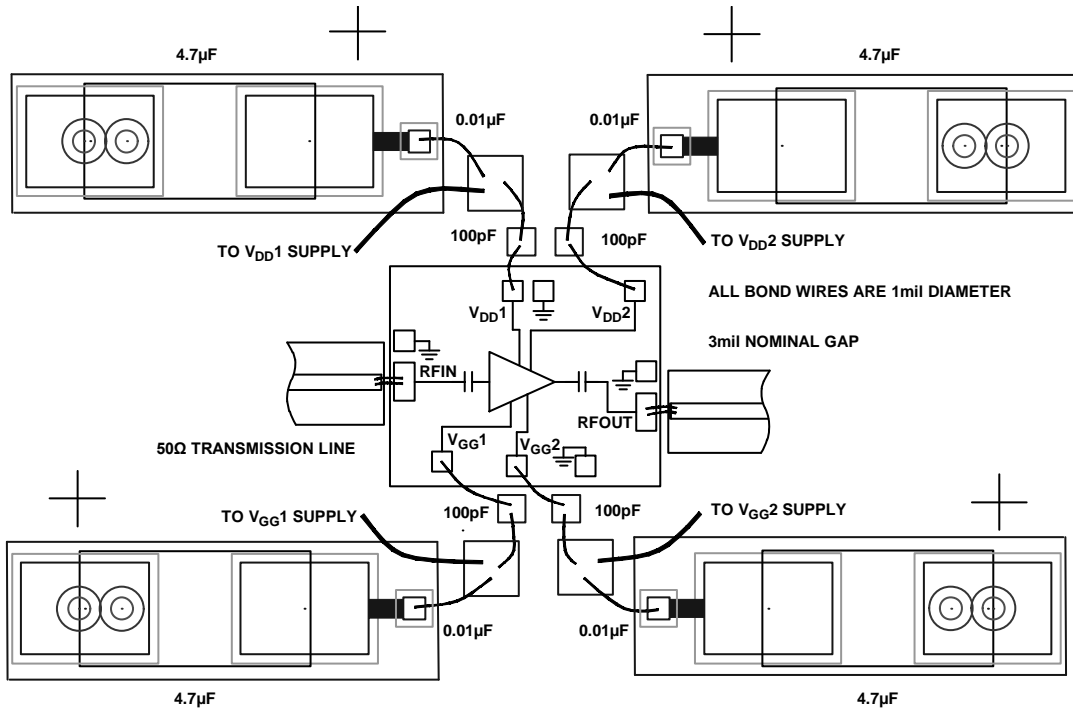 4.7µF
4.7µF
0.01µF
0.01µF
TO VDD1 SUPPLY
100pF
100pF
TO VDD2 SUPPLY
ALL BOND WIRES ARE 1mil DIAMETER
VDD1
VDD2
3mil NOMINAL GAP
RFIN
RFOUT
50Ω TRANSMISSION LINE
VGG1
VGG2
TO VGG1 SUPPLY
100pF
100pF
TO VGG2 SUPPLY
0.01µF
0.01µF
4.7µF
4.7µF